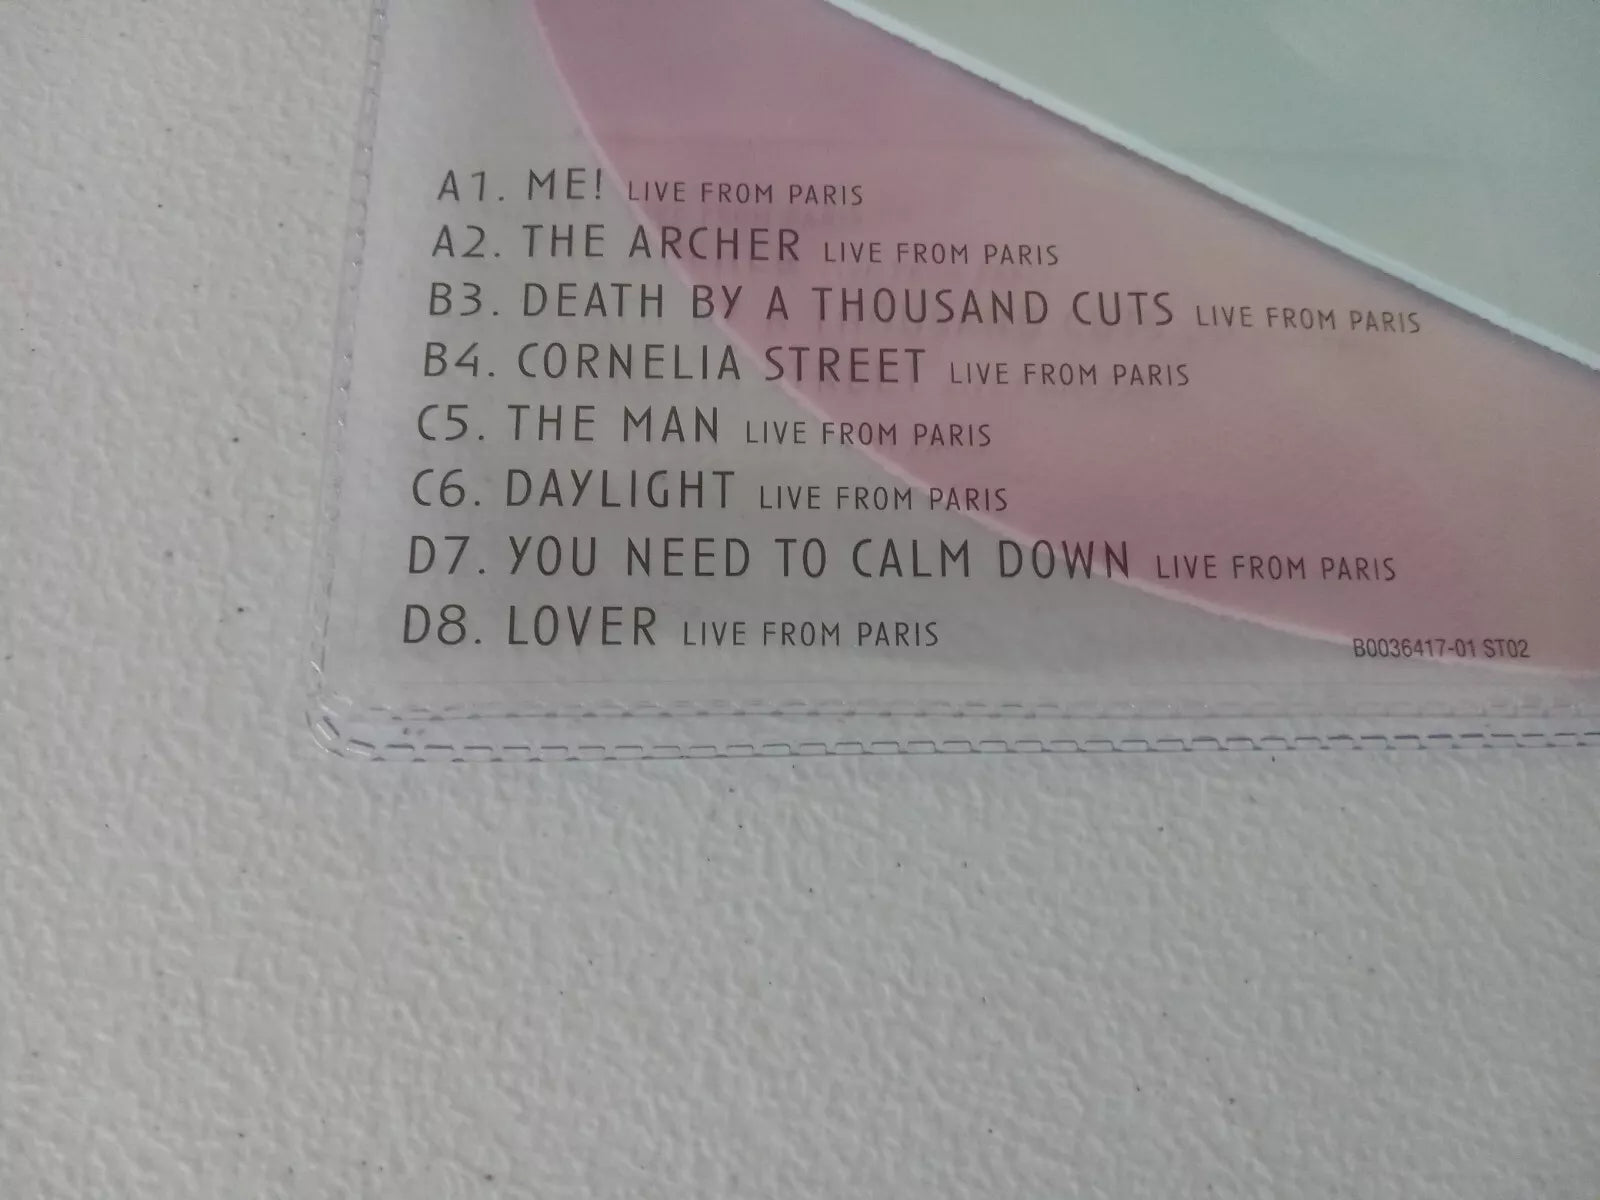 A1. ME! LIVE FROM PARIS
A2. THE ARCHER LIVE FROM PARIS
B3. DEATH BY A THOUSAND CUTS LIVE FROM PARIS
B4. CORNELIA STREET LIVE FROM PARIS
C5. THE MAN LIVE FROM PARIS
C6. DAYLIGHT LIVE FROM PARIS
D7. YOU NEED TO CALM DOWN LIVE FROM PARIS
D8. LOVER LIVE FROM PARIS
B0036417-01 ST02